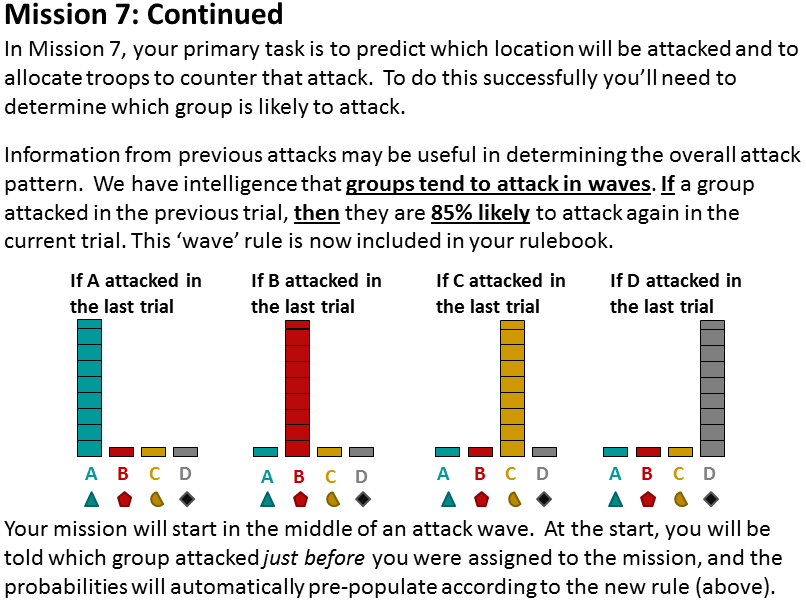 Mission 7: Continued
In Mission 7, your primary task is to predict which location will be attacked and to
allocate troops to counter that attack.  To do this successfully you’ll need to
determine which group is likely to attack.
Information from previous attacks may be useful in determining the overall attack
pattern.  We have intelligence that groups tend to attack in waves. If a group
attacked in the previous trial, then they are 85% likely to attack again in the
current trial. This ‘wave’ rule is now included in your rulebook.
If A attacked in
the last trial
If B attacked in
the last trial
If C attacked in
the last trial
If D attacked in
the last trial
A B C D
A B C D
A B C D
A B C D
Your mission will start in the middle of an attack wave.  At the start, you will be
told which group attacked just before you were assigned to the mission, and the
probabilities will automatically pre-populate according to the new rule (above).